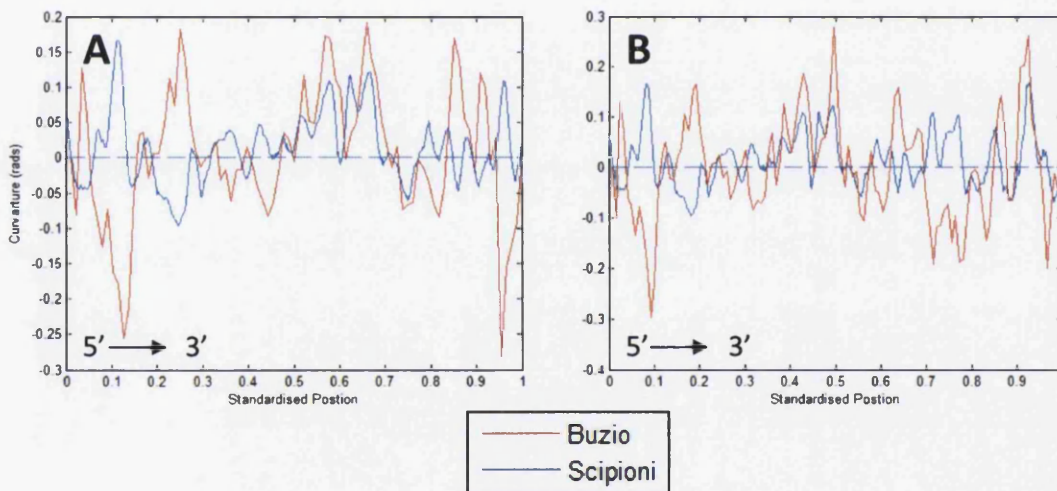 A
0.2
0.15
0.1
0.05
0
-0.05
-0.1
-0.15
-0.2
-0.25
-0.3
Curvarture (rads)
5’ → 3’
0 0.1 0.2 0.3 0.4 0.5 0.6 0.7 0.8 0.9 1
Standardised Postion
B
0.3
0.2
0.1
0
-0.1
-0.2
-0.3
-0.4
5’ → 3’
0 0.1 0.2 0.3 0.4 0.5 0.6 0.7 0.8 0.9
Standardised Postion
Buzio
Scipioni